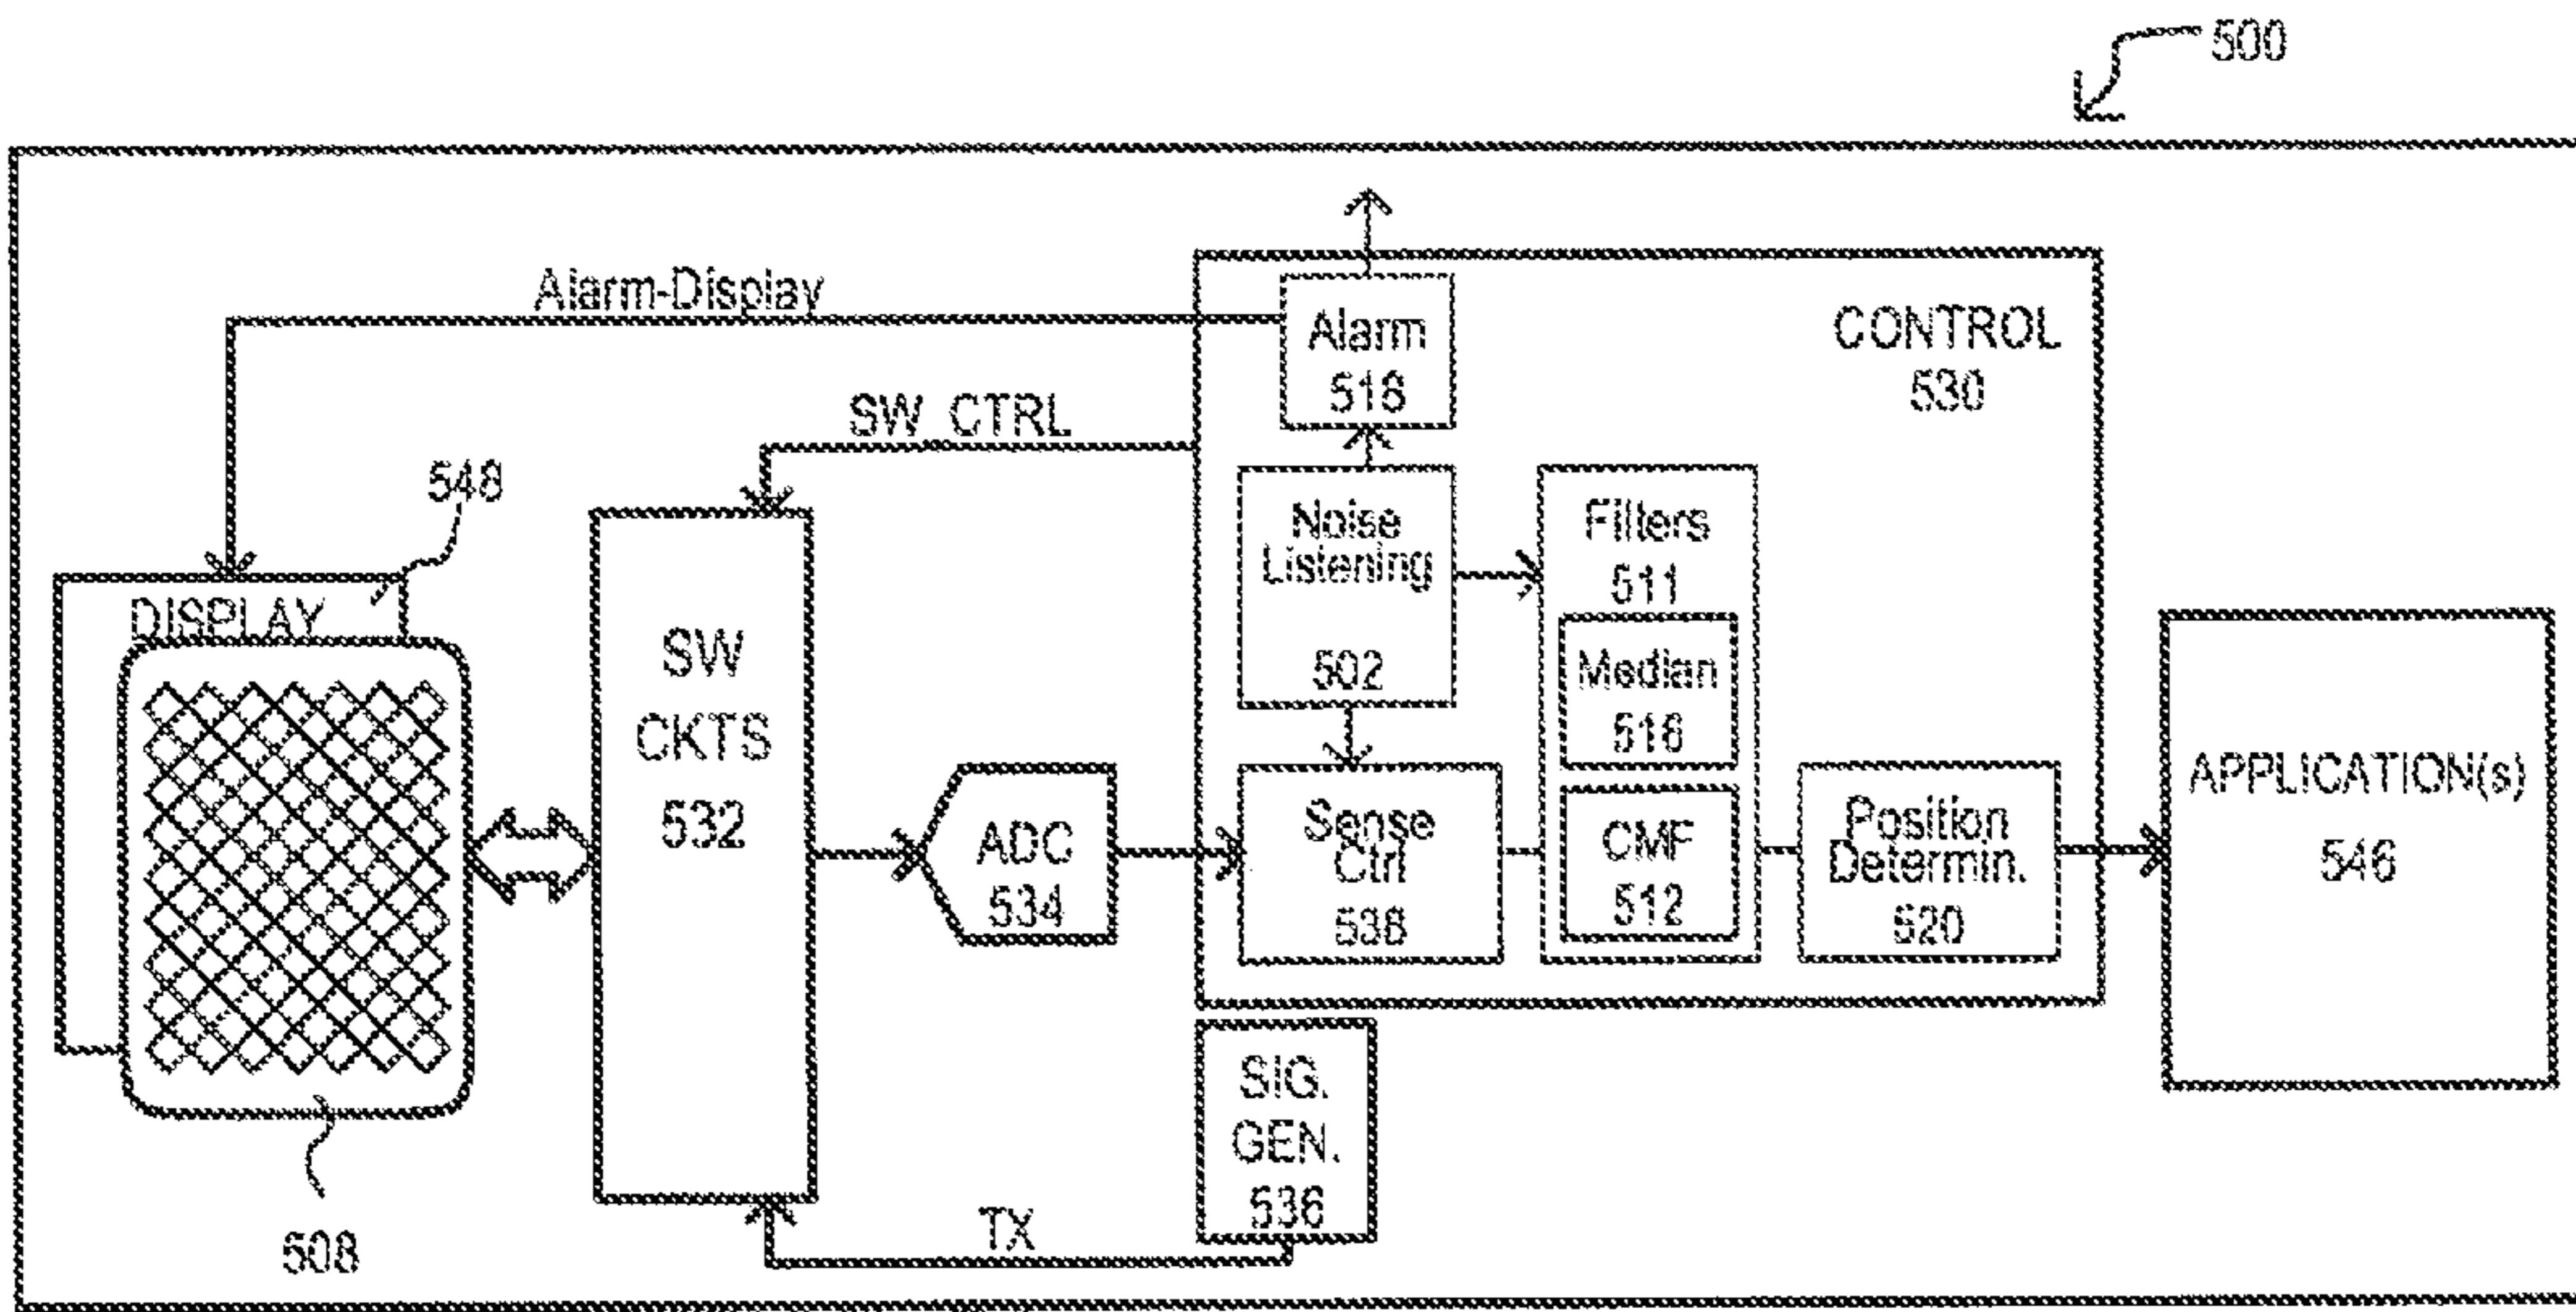 500
Alarm-Display
Alarm
518
CONTROL
530
SW CTRL
548
Noise
Listening
502
Filters
511
Median
516
CMF
512
DISPLAY
SW
CKTS
532
ADC
534
Sense
Ctrl
538
Position
Determin.
520
APPLICATION(s)
546
SIG.
GEN.
536
TX
508